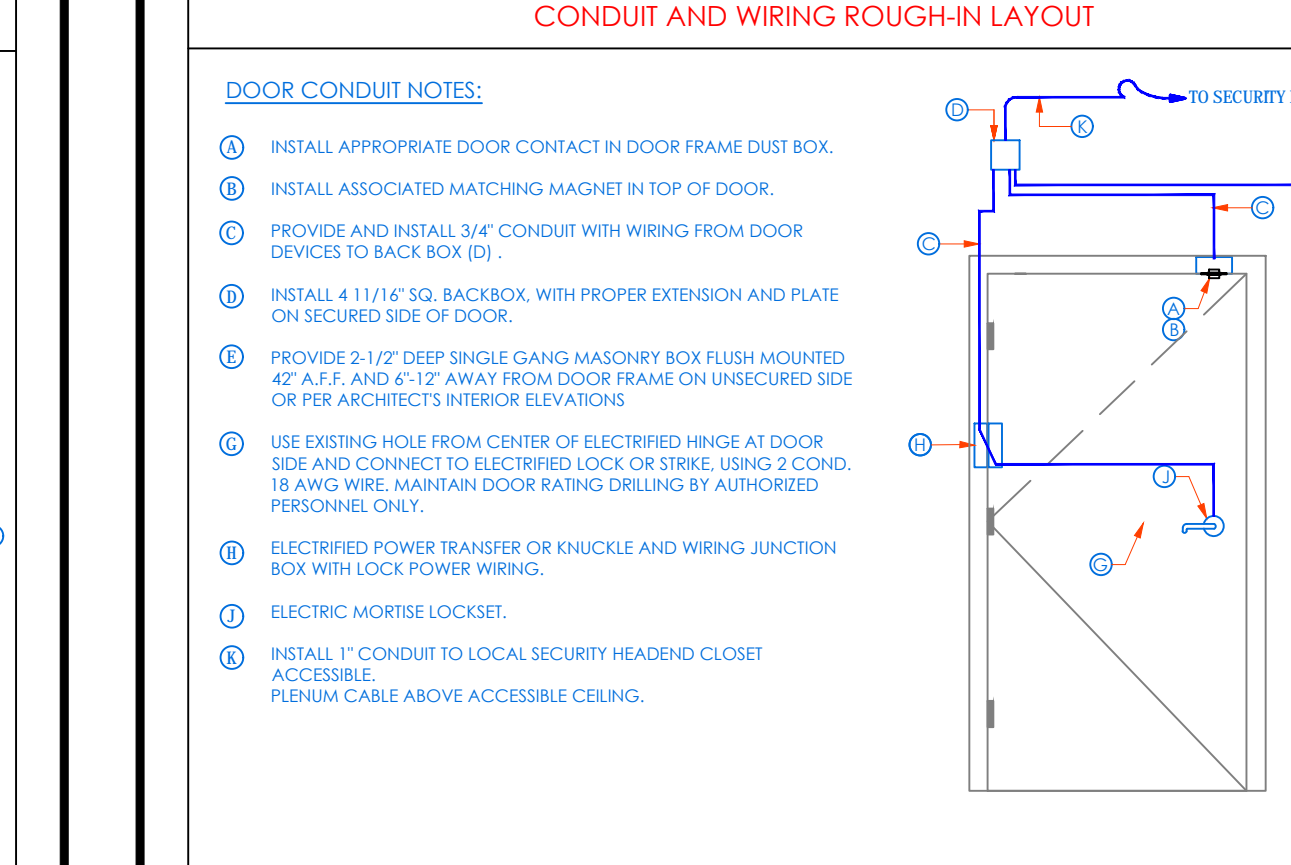 CONDUIT AND WIRING ROUGH-IN LAYOUT
DOOR CONDUIT NOTES:
A INSTALL APPROPRIATE DOOR CONTACT IN DOOR FRAME DUST BOX.
B INSTALL ASSOCIATED MATCHING MAGNET IN TOP OF DOOR.
C PROVIDE AND INSTALL 3/4" CONDUIT WITH WIRING FROM DOOR
DEVICES TO BACK BOX (D) .
D INSTALL 4 11/16" SQ. BACKBOX, WITH PROPER EXTENSION AND PLATE
ON SECURED SIDE OF DOOR.
E PROVIDE 2-1/2" DEEP SINGLE GANG MASONRY BOX FLUSH MOUNTED
42" A.F.F. AND 6"-12" AWAY FROM DOOR FRAME ON UNSECURED SIDE
OR PER ARCHITECT'S INTERIOR ELEVATIONS
G USE EXISTING HOLE FROM CENTER OF ELECTRIFIED HINGE AT DOOR
SIDE AND CONNECT TO ELECTRIFIED LOCK OR STRIKE, USING 2 COND.
18 AWG WIRE. MAINTAIN DOOR RATING DRILLING BY AUTHORIZED
PERSONNEL ONLY.
H ELECTRIFIED POWER TRANSFER OR KNUCKLE AND WIRING JUNCTION
BOX WITH LOCK POWER WIRING.
J ELECTRIC MORTISE LOCKSET.
K INSTALL 1" CONDUIT TO LOCAL SECURITY HEADEND CLOSET
ACCESSIBLE.
PLENUM CABLE ABOVE ACCESSIBLE CEILING.
TO SECURITY
D
K
C
C
A
B
H
J
G